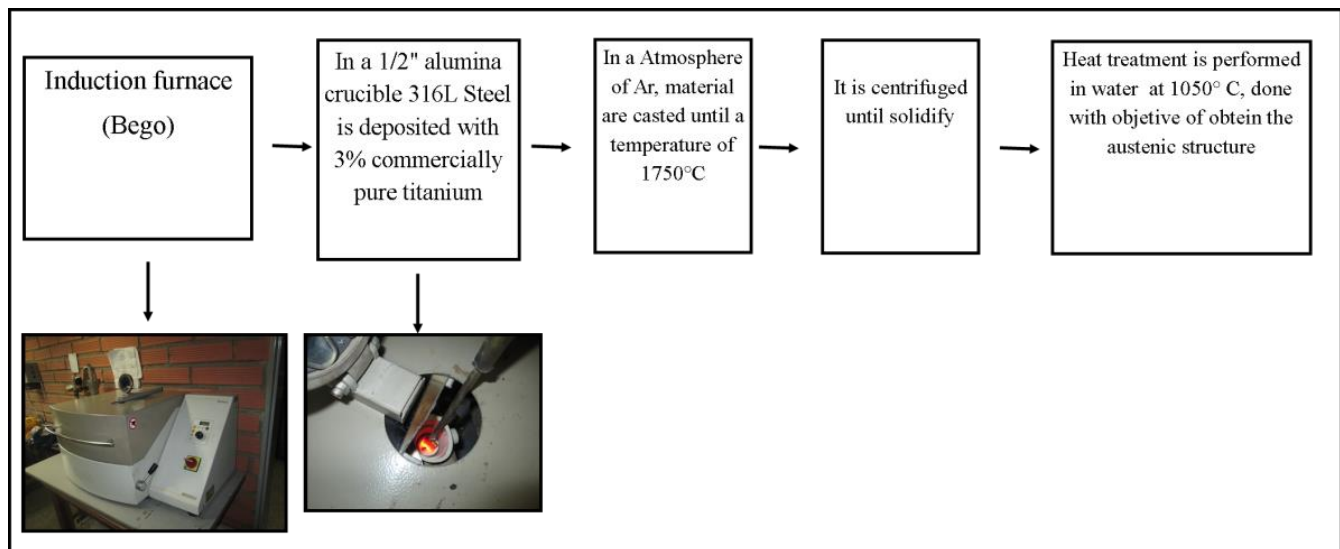 Induction furnace
(Bego)
In a 1/2" alumina
crucible 316L Steel
is deposited with
3% commercially
pure titanium
In a Atmosphere
of Ar, material
are casted until a
temperature of
1750°C
It is centrifuged
until solidify
Heat treatment is performed
in water at 1050° C, done
with objetive of obtein the
austenic structure